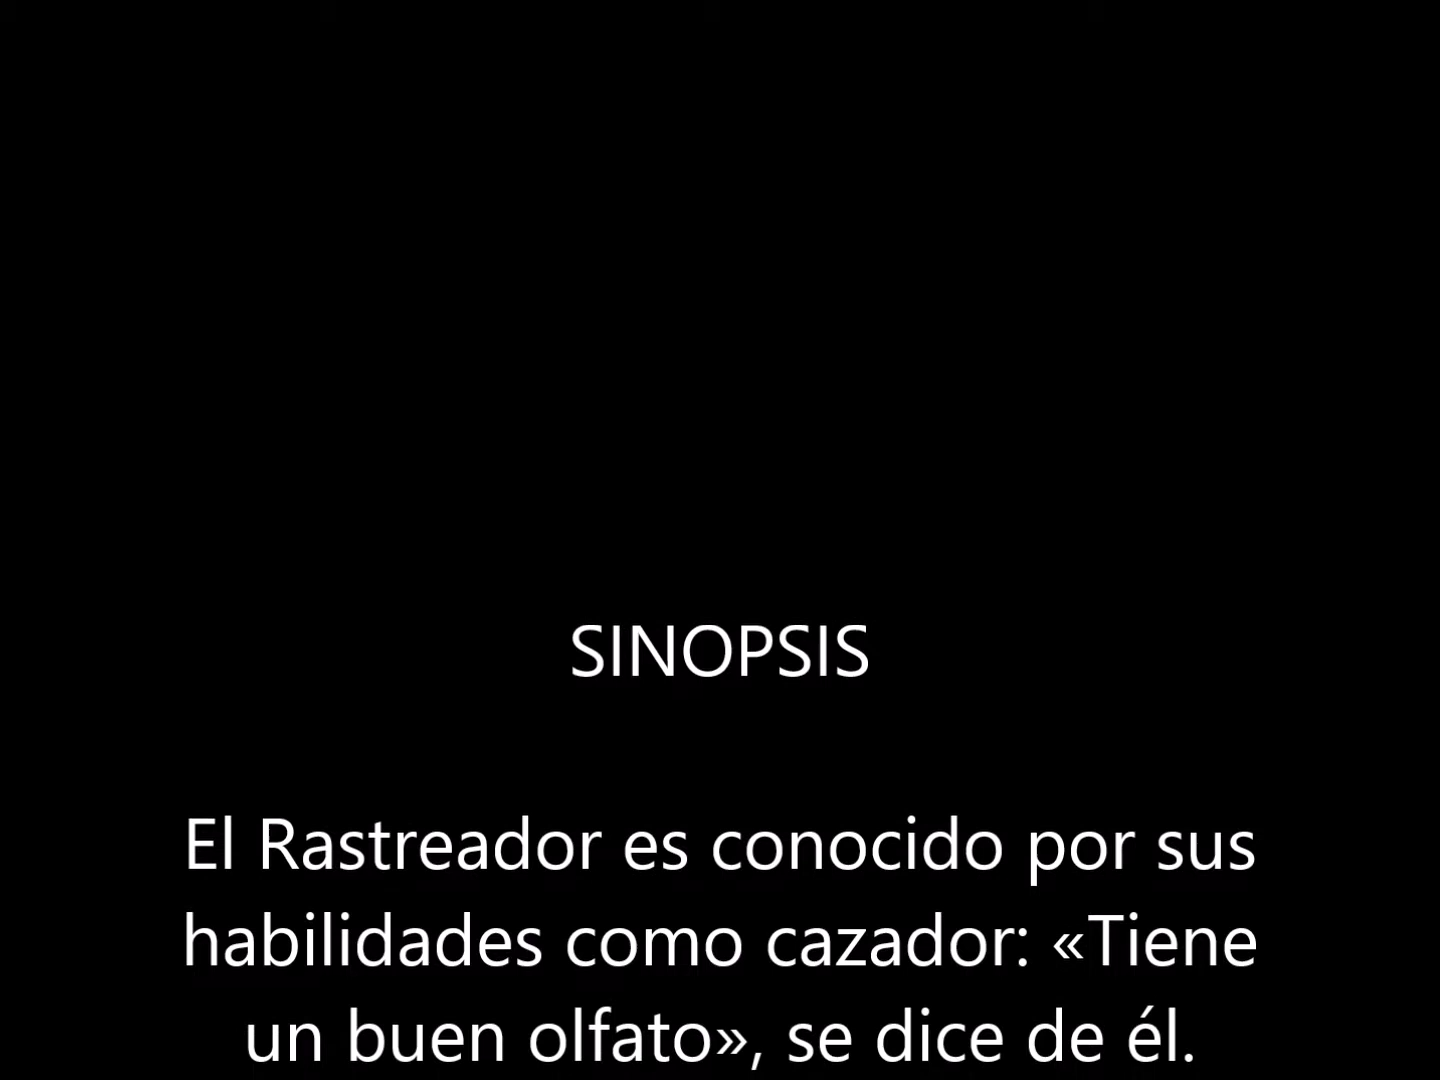 SINOPSIS
El Rastreador es conocido por sus
habilidades como cazador: «Tiene
un buen olfato», se dice de él.